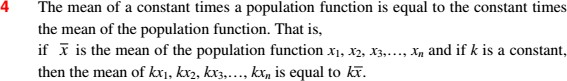 4 The mean of a constant times a population function is equal to the constant times
the mean of the population function. That is,
if x̅ is the mean of the population function x₁, x₂, x₃,…, xₙ and if k is a constant,
then the mean of kx₁, kx₂, kx₃,…, kxₙ is equal to kx̅.